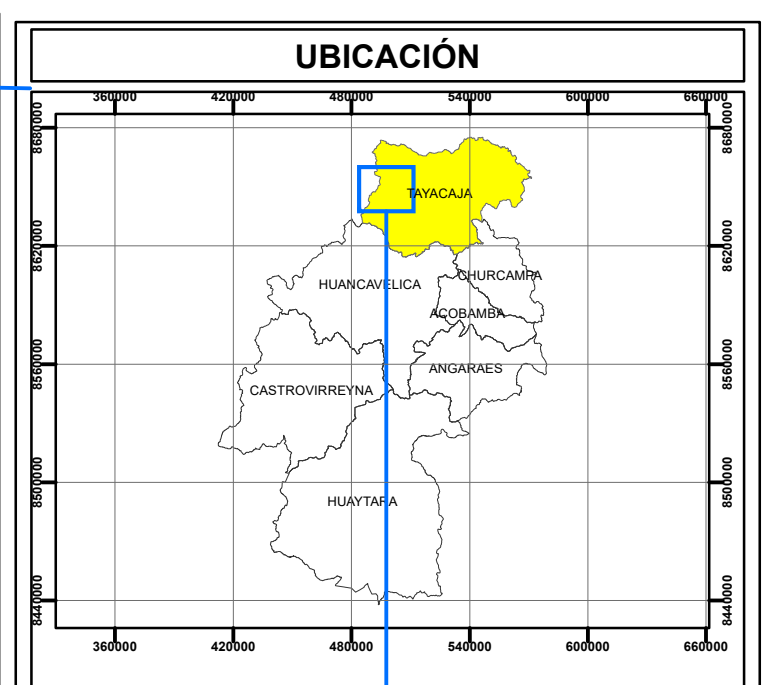 UBICACIÓN
360000 420000 480000 540000 600000 660000
8680000 8680000
TAYACAJA
8620000 8620000
CHURCAMPA
HUANCAVELICA
ACOBAMBA
8560000 8560000
ANGARAES
CASTROVIRREYNA
8500000 8500000
HUAYTARA
8440000 8440000
360000 420000 480000 540000 600000 660000